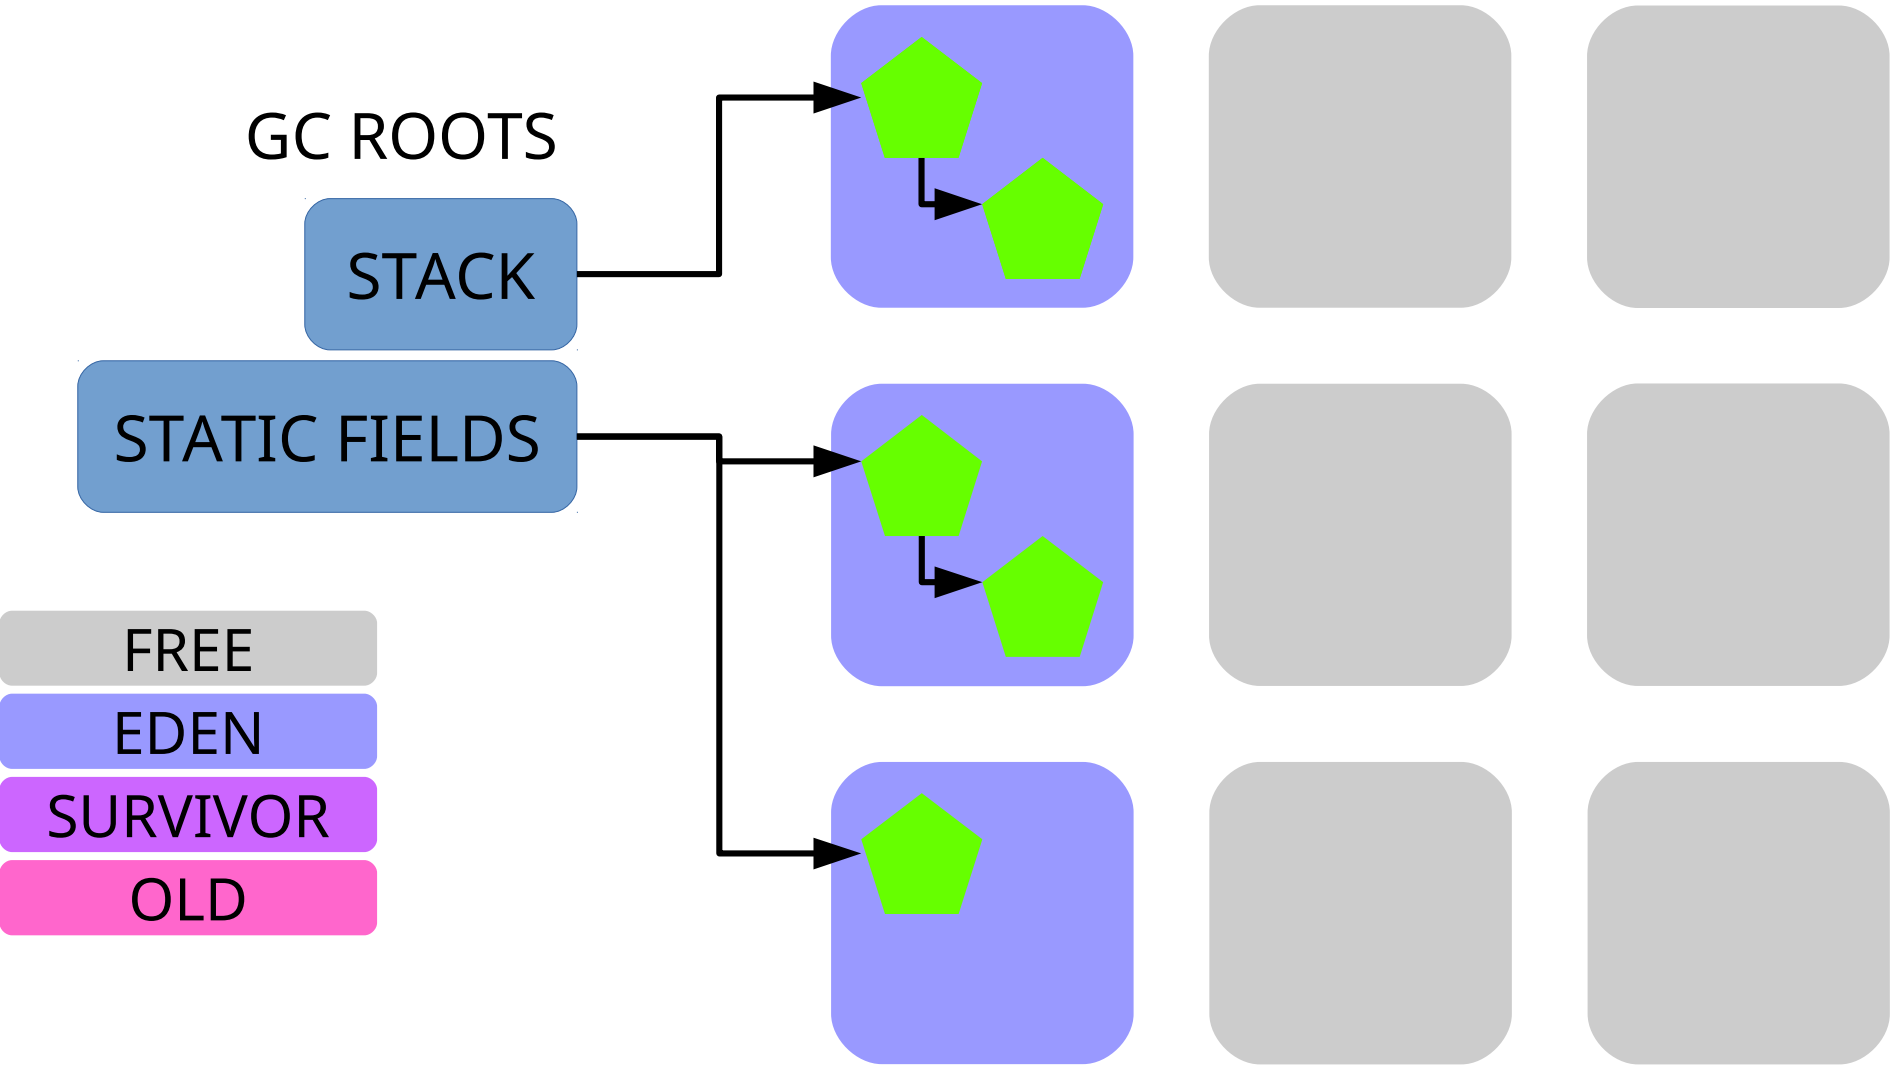 GC ROOTS
STACK
STATIC FIELDS
FREE
EDEN
SURVIVOR
OLD